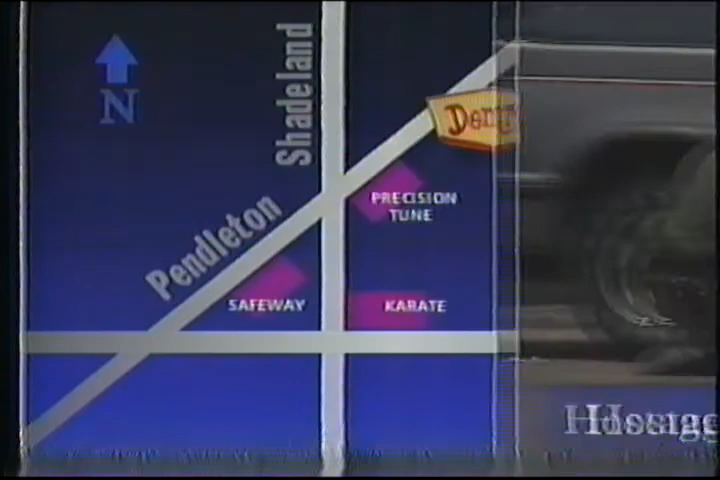 N
Shadeland
Pendleton
PRECISION
TUNE
SAFEWAY
KARATE